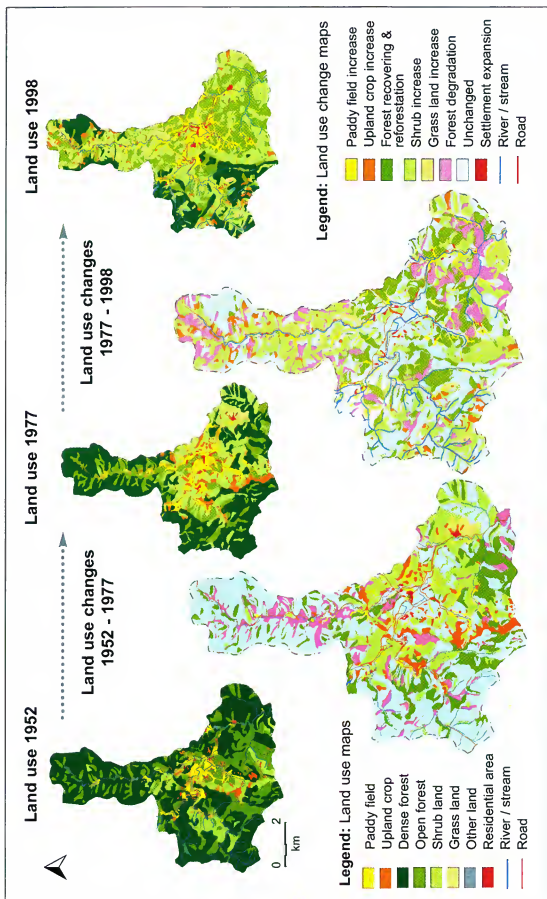 Land use 1952
Land use 1977
Land use 1998
Land use changes
1952 - 1977
Land use changes
1977 - 1998
0 2
km
Legend: Land use maps
Paddy field
Upland crop
Dense forest
Open forest
Shrub land
Grass land
Other land
Residential area
River / stream
Road
Legend: Land use change maps
Paddy field increase
Upland crop increase
Forest recovering &
reforestation
Shrub increase
Grass land increase
Forest degradation
Unchanged
Settlement expansion
River / stream
Road